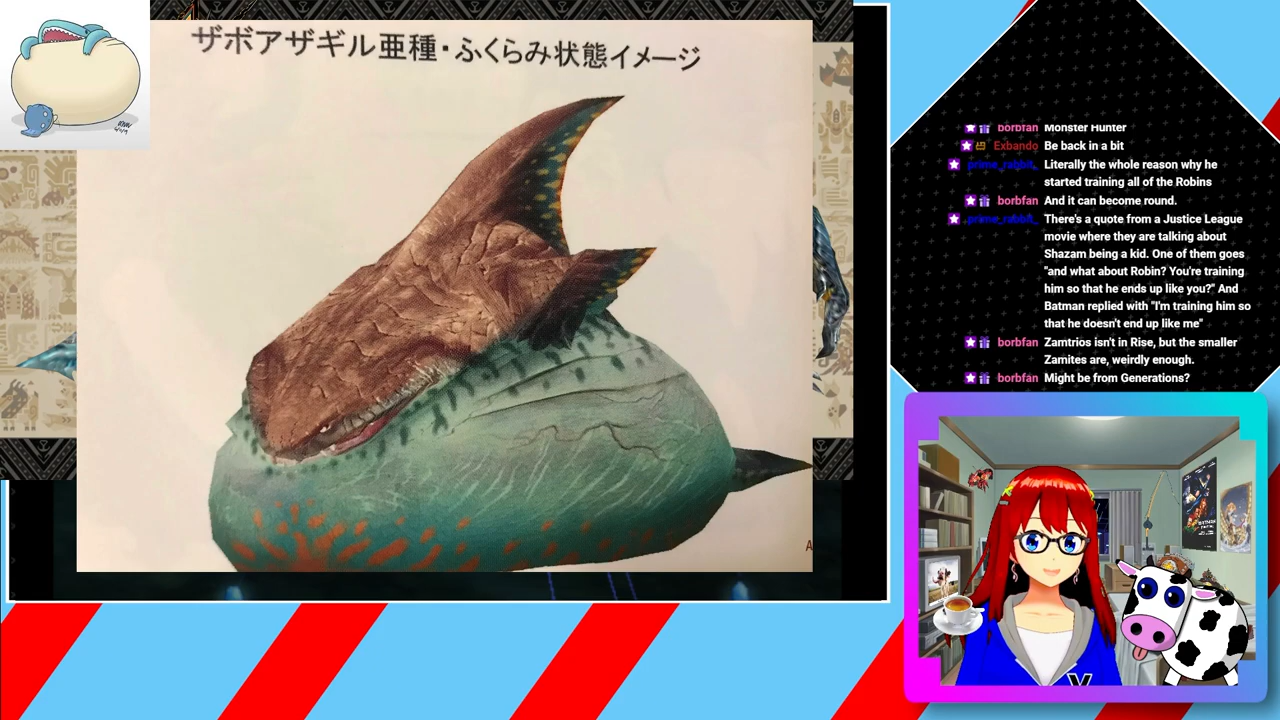 ザボアザギル亜種・ふくらみ状態イメージ
borbfan Monster Hunter
Exbando Be back in a bit
prime_rabbit_ Literally the whole reason why he
started training all of the Robins
borbfan And it can become round.
prime_rabbit_ There's a quote from a Justice League
movie where they are talking about
Shazam being a kid. One of them goes
"and what about Robin? You're training
him so that he ends up like you?" And
Batman replied with "I'm training him so
that he doesn't end up like me"
borbfan Zamtrios isn't in Rise, but the smaller
Zamites are, weirdly enough.
borbfan Might be from Generations?